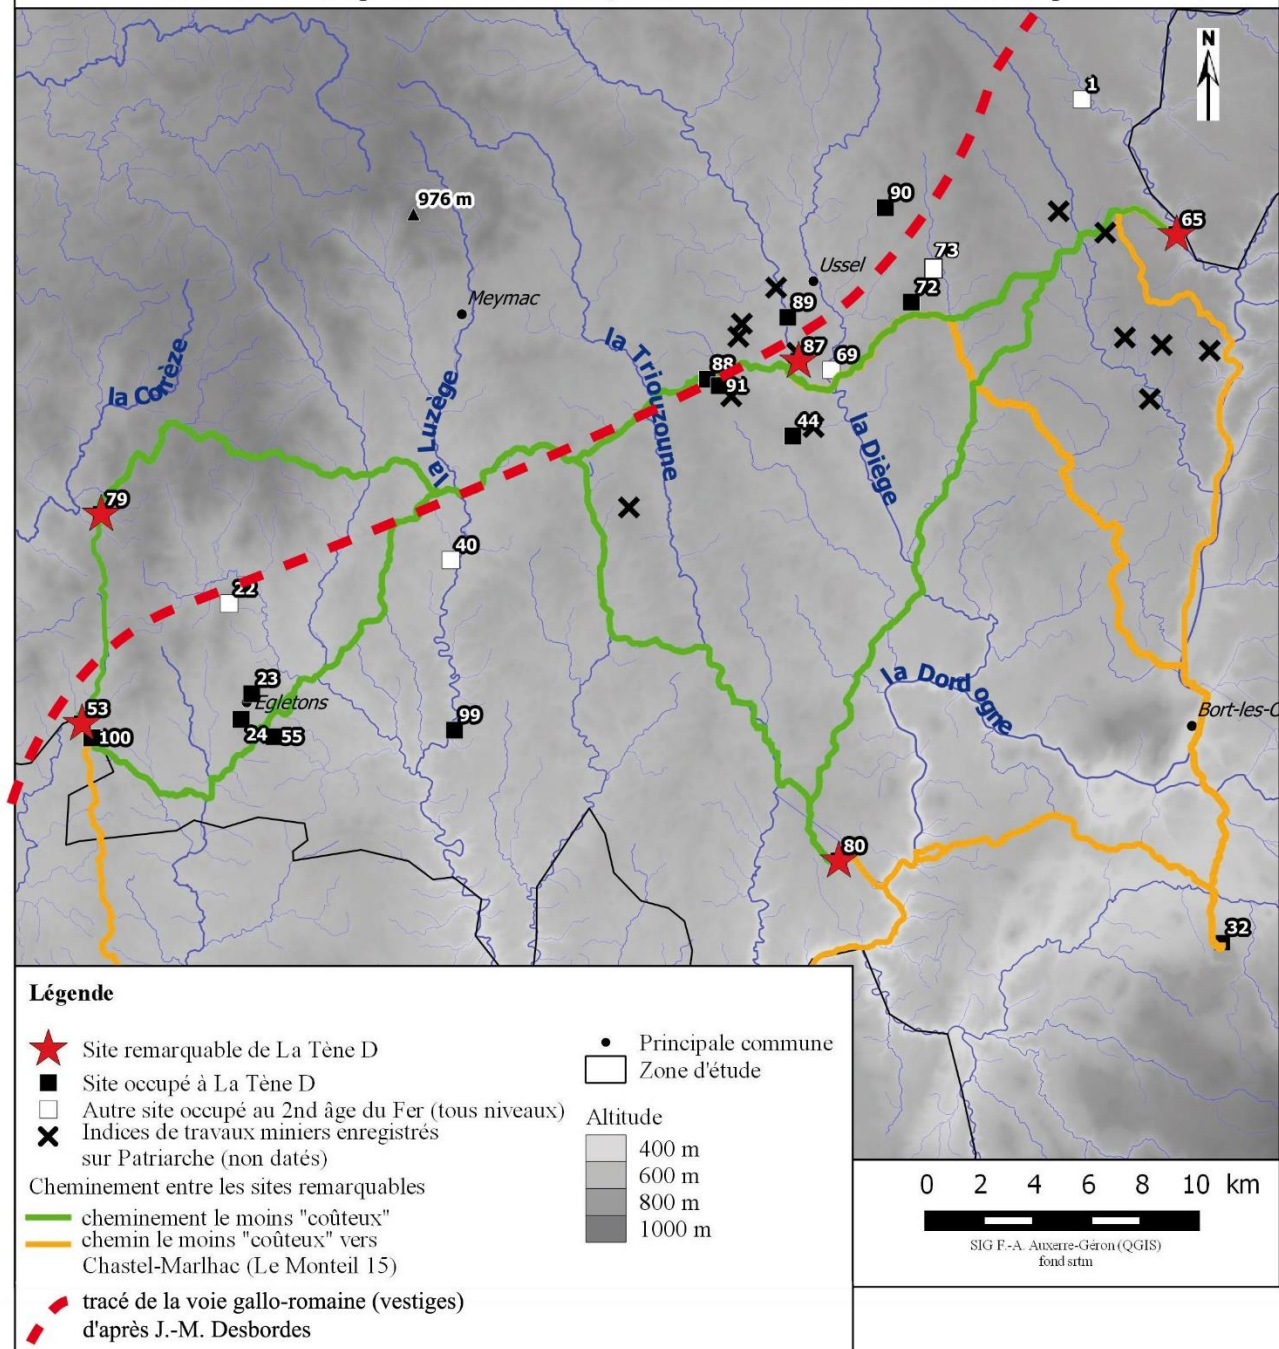 N
1
976 m
90
65
73
Ussel
Meymac
72
89
la Triouzoune
87
la Corrèze
88
69
91
la Luzège
44
la Diège
79
40
22
la Dordogne
23
Egletons
53
99
Bort-les-O
100
24
55
80
32
Légende
Site remarquable de La Tène D
Site occupé à La Tène D
Autre site occupé au 2nd âge du Fer (tous niveaux)
Indices de travaux miniers enregistrés
sur Patriarche (non datés)
Cheminement entre les sites remarquables
cheminement le moins "coûteux"
chemin le moins "coûteux" vers
Chastel-Marlhac (Le Monteil 15)
tracé de la voie gallo-romaine (vestiges)
d'après J.-M. Desbordes
Principale commune
Zone d'étude
Altitude
400 m
600 m
800 m
1000 m
0 2 4 6 8 10 km
SIG F.-A. Auxerre-Géron (QGIS)
fond srtm